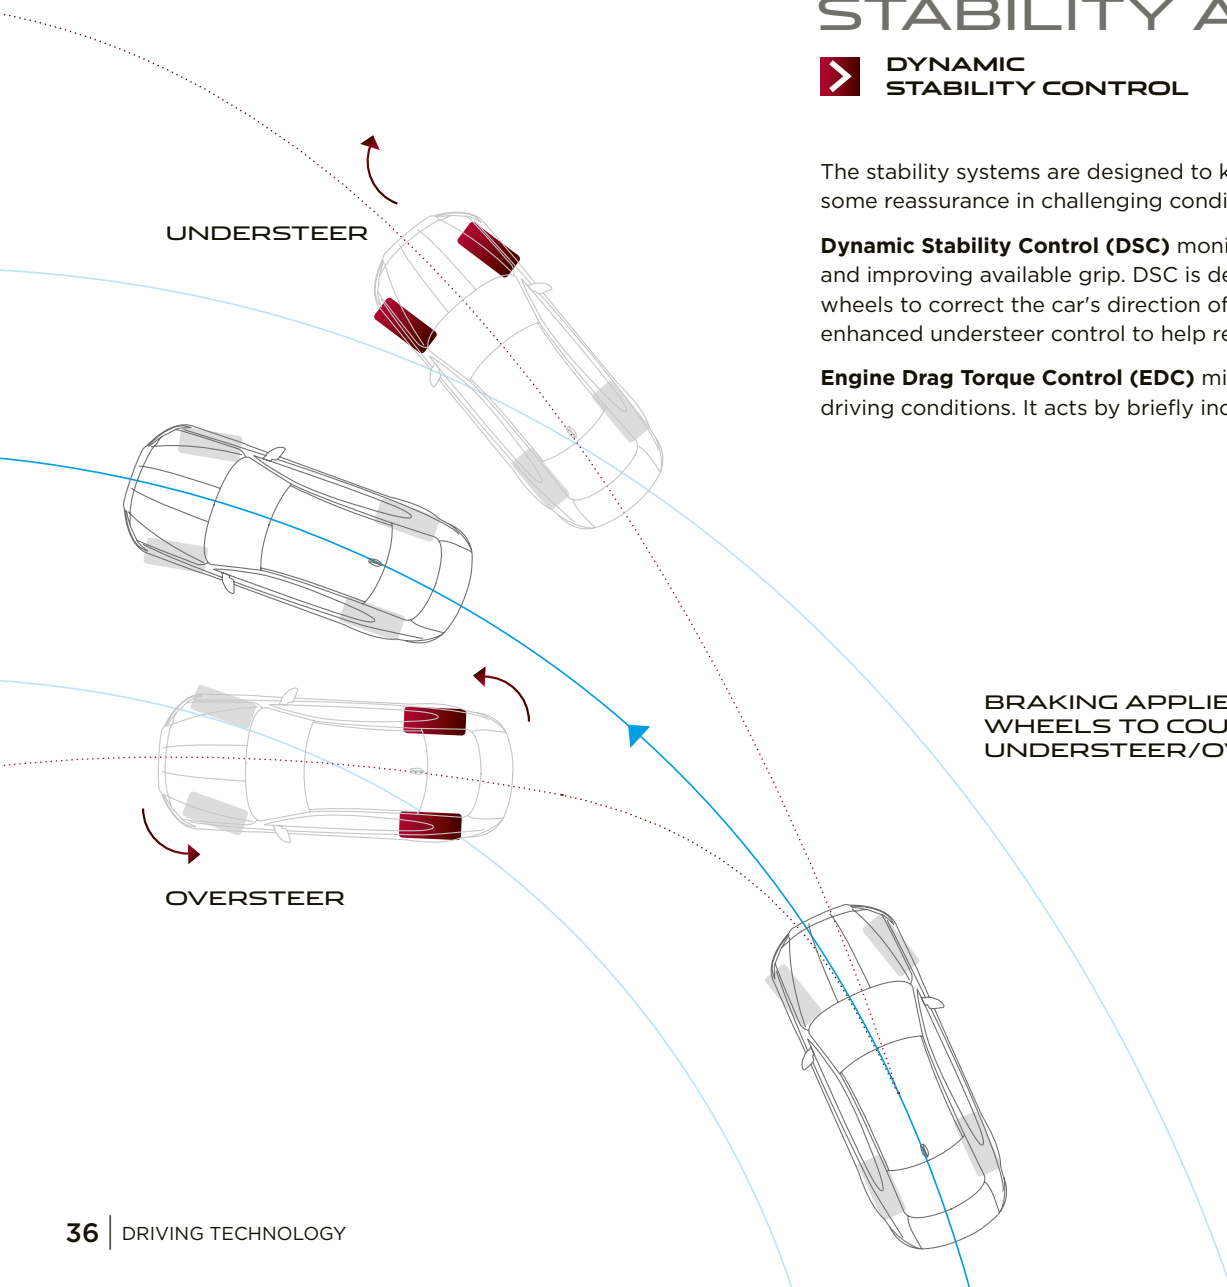 STABILITY A
DYNAMIC
STABILITY CONTROL
The stability systems are designed to k
some reassurance in challenging condi
Dynamic Stability Control (DSC) moni
and improving available grip. DSC is de
wheels to correct the car's direction of
enhanced understeer control to help re
Engine Drag Torque Control (EDC) mi
driving conditions. It acts by briefly inc
UNDERSTEER
BRAKING APPLIE
WHEELS TO COU
UNDERSTEER/OV
OVERSTEER
36 | DRIVING TECHNOLOGY